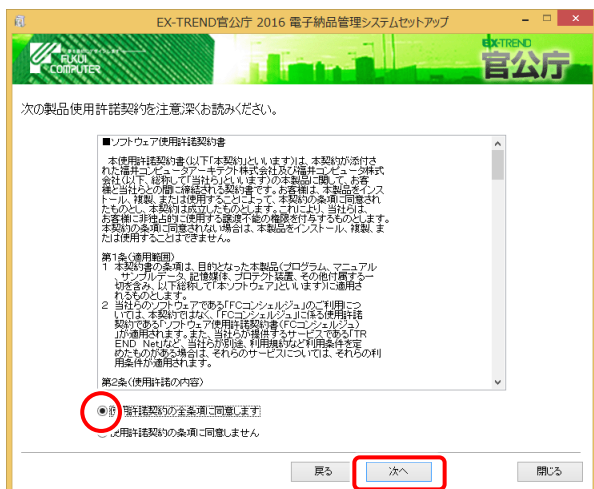 EX-TREND官公庁 2016 電子納品管理システムセットアップ
FUKUI
COMPUTER
EX-TREND
官公庁
次の製品使用許諾契約を注意深くお読みください。
■ソフトウェア使用許諾契約書
本使用許諾契約書(以下「本契約」といいます)は、本契約が添付さ
れた福井コンピュータアーキテクト株式会社及び福井コンピュータ株式
会社(以下、総称して「当社ら」といいます)の本製品に関して、お客
様と当社らとの間に締結される契約書です。お客様は、本製品をインス
トール、複製、または使用することによって、本契約の条項に同意され
たものとし、本契約は成立したものとします。これにより、当社らは、
お客様に非独占的に使用する譲渡不能の権限を付与するものとします。
本契約の条項に同意されない場合は、本製品をインストール、複製、ま
たは使用することはできません。
第1条(適用範囲)
1 本契約書の条項は、目的となった本製品(プログラム、マニュアル
、サンプルデータ、記憶媒体、プロテクト装置、その他付属する一
切を含み、以下総称して「本ソフトウェア」といいます)に適用さ
れるものとします。
2 当社らのソフトウェアである「FCコンシェルジュ」のご利用につ
いては、本契約ではなく、「FCコンシェルジュ」に係る使用許諾
契約である「ソフトウェア使用許諾契約書(FCコンシェルジュ)
」が適用されます。また、当社らが提供するサービスである「TR
END Net」など、当社らが別途、利用規約など利用条件を定
めたものがある場合は、それらのサービスについては、それらの利
用条件が適用されます。
第2条(使用許諾の内容)
使用許諾契約の全条項に同意します
使用許諾契約の条項に同意しません
戻る
次へ
閉じる